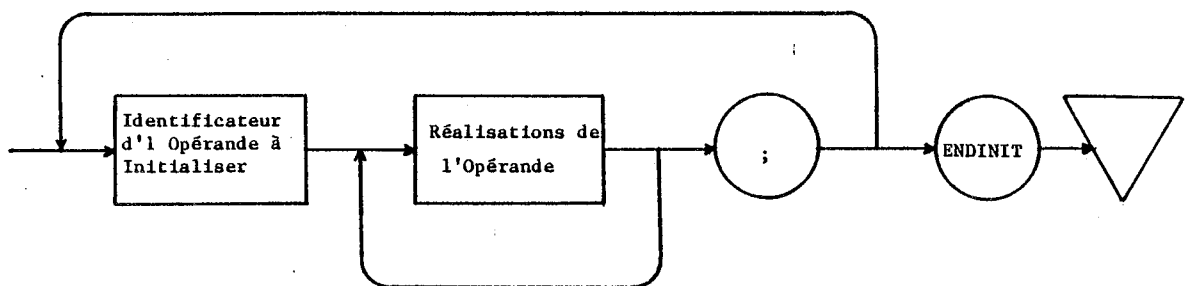 Identificateur
d'l Opérande à
Initialiser
Réalisations de
l'Opérande
;
ENDINIT